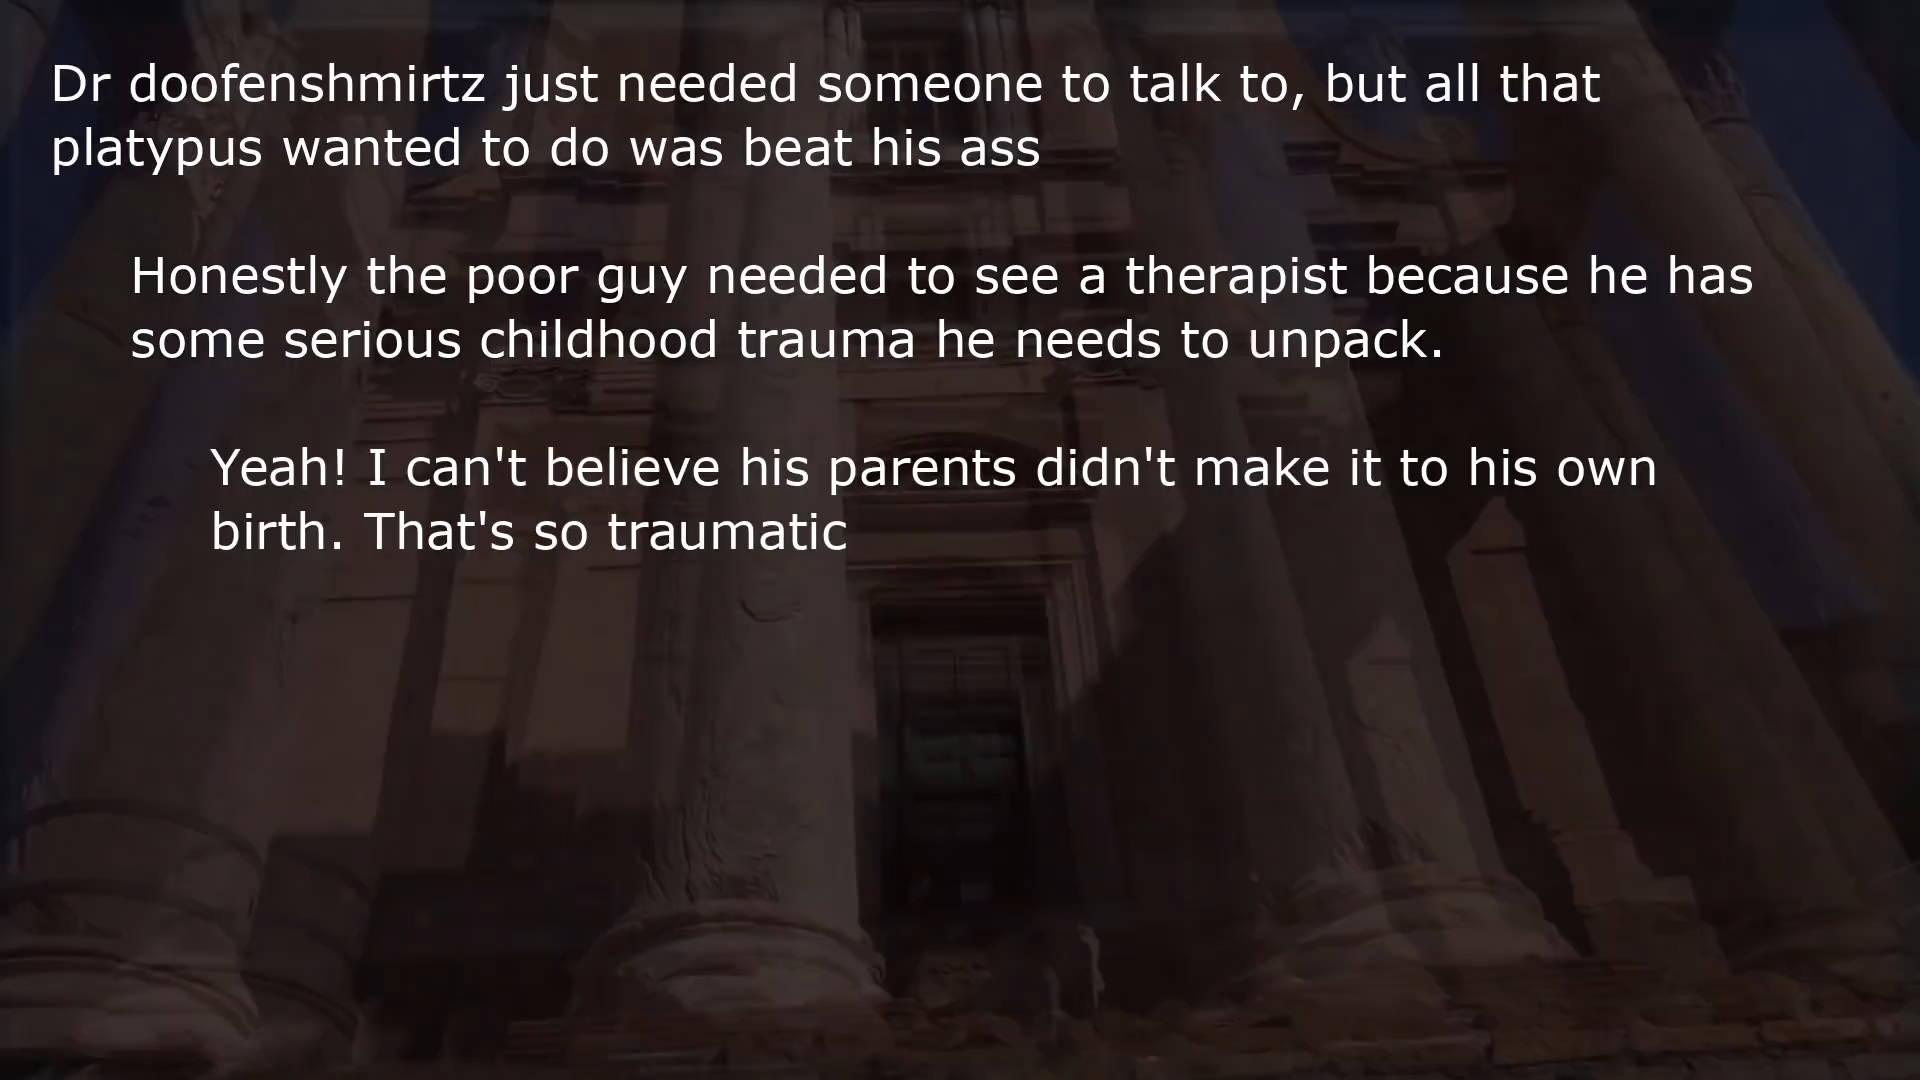 Dr doofenshmirtz just needed someone to talk to, but all that
platypus wanted to do was beat his ass
Honestly the poor guy needed to see a therapist because he has
some serious childhood trauma he needs to unpack.
Yeah! I can't believe his parents didn't make it to his own
birth. That's so traumatic